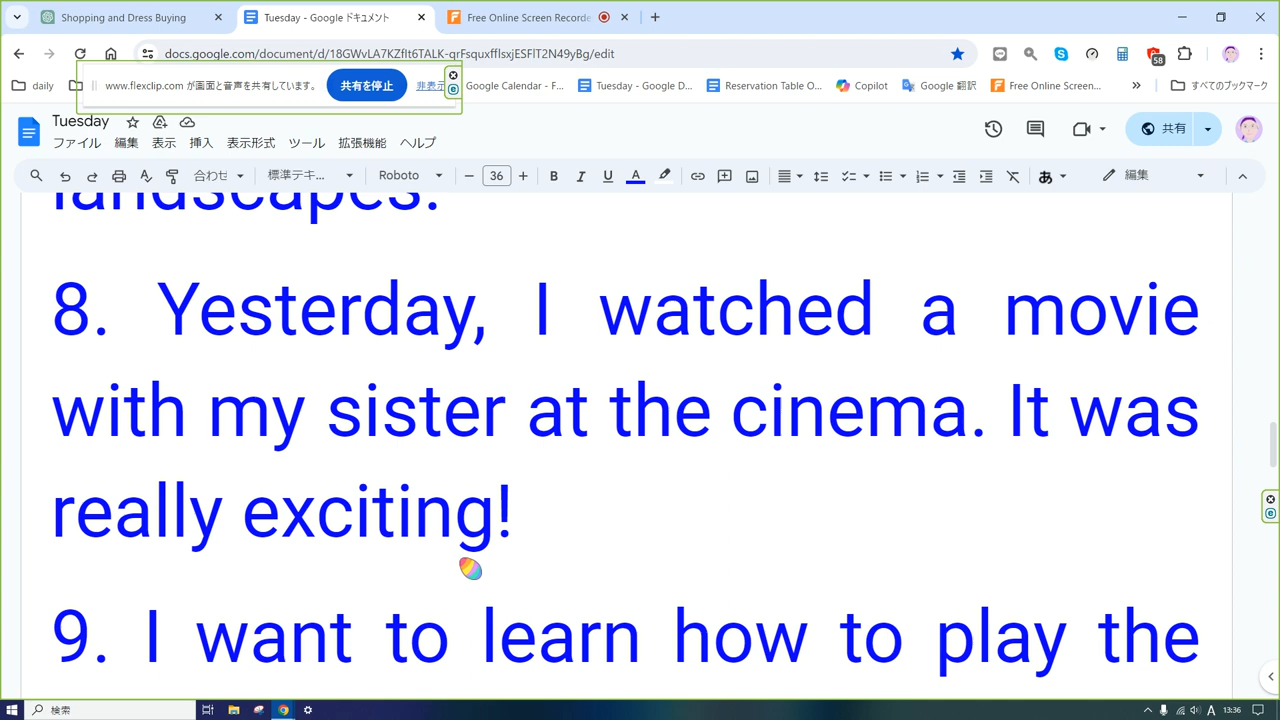 Shopping and Dress Buying
Tuesday - Google ドキュメント
Free Online Screen Recorde
docs.google.com/document/d/18GWvLA7KZflt6TALK-qrFsquxfflsxjESFlT2N49yBg/edit
58
daily
www.flexclip.com が画面と音声を共有しています。
共有を停止
非表示
Google Calendar - F...
Tuesday - Google D...
Reservation Table O...
Copilot
Google 翻訳
Free Online Screen...
すべてのブックマーク
Tuesday
ファイル 編集 表示 挿入 表示形式 ツール 拡張機能 ヘルプ
共有
合わせ
標準テキ...
Roboto
36
B I U A
あ
編集
landscapes.
8. Yesterday, I watched a movie
with my sister at the cinema. It was
really exciting!
9. I want to learn how to play the
検索
A
13:36